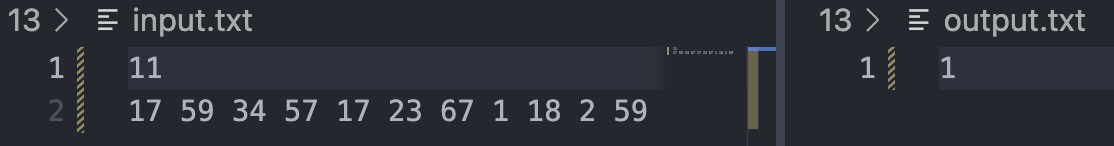 13 > input.txt
1 11
2 17 59 34 57 17 23 67 1 18 2 59
13 > output.txt
1 1